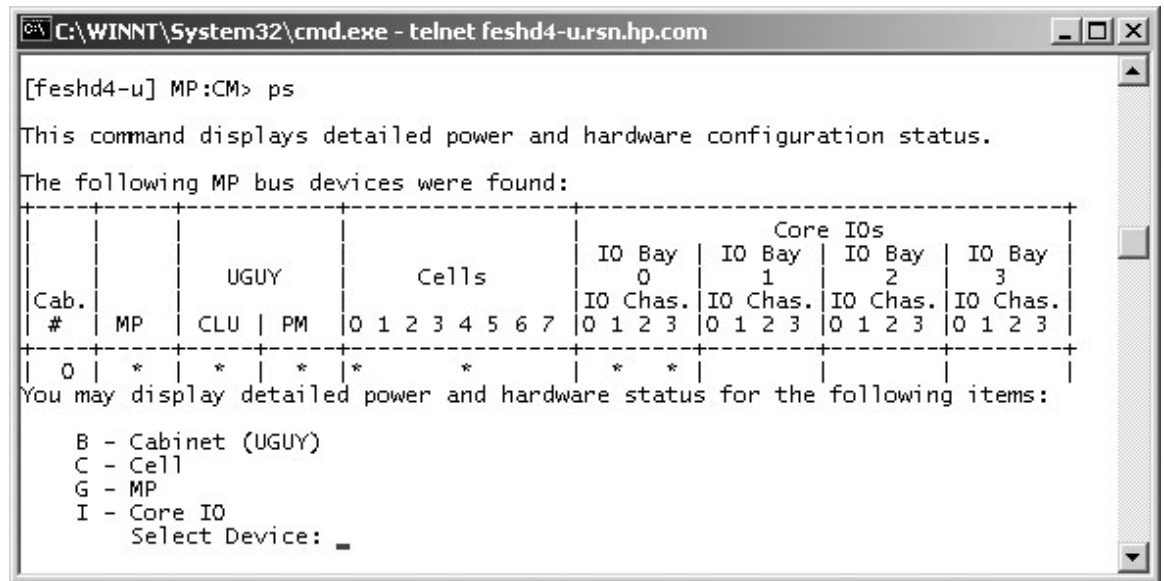 C:\WINNT\System32\cmd.exe - telnet feshd4-u.rsn.hp.com
[feshd4-u] MP:CM> ps
This command displays detailed power and hardware configuration status.
The following MP bus devices were found:
+----+-----+-----------+----------------+-----------------------------------+
|    |     |           |                |             Core IOs              |
|    |     |           |                | IO Bay | IO Bay | IO Bay | IO Bay |
|    |     |   UGUY    |     Cells      |   0    |   1    |   2    |   3    |
|Cab.|     |           |                |IO Chas.|IO Chas.|IO Chas.|IO Chas.|
| #  | MP  | CLU | PM  |0 1 2 3 4 5 6 7 |0 1 2 3 |0 1 2 3 |0 1 2 3 |0 1 2 3 |
+----+-----+-----+-----+----------------+--------+--------+--------+--------+
| 0  |  *  |  *  |  *  |*       *       |  *   * |        |        |        |
You may display detailed power and hardware status for the following items:
B - Cabinet (UGUY)
C - Cell
G - MP
I - Core IO
Select Device: _